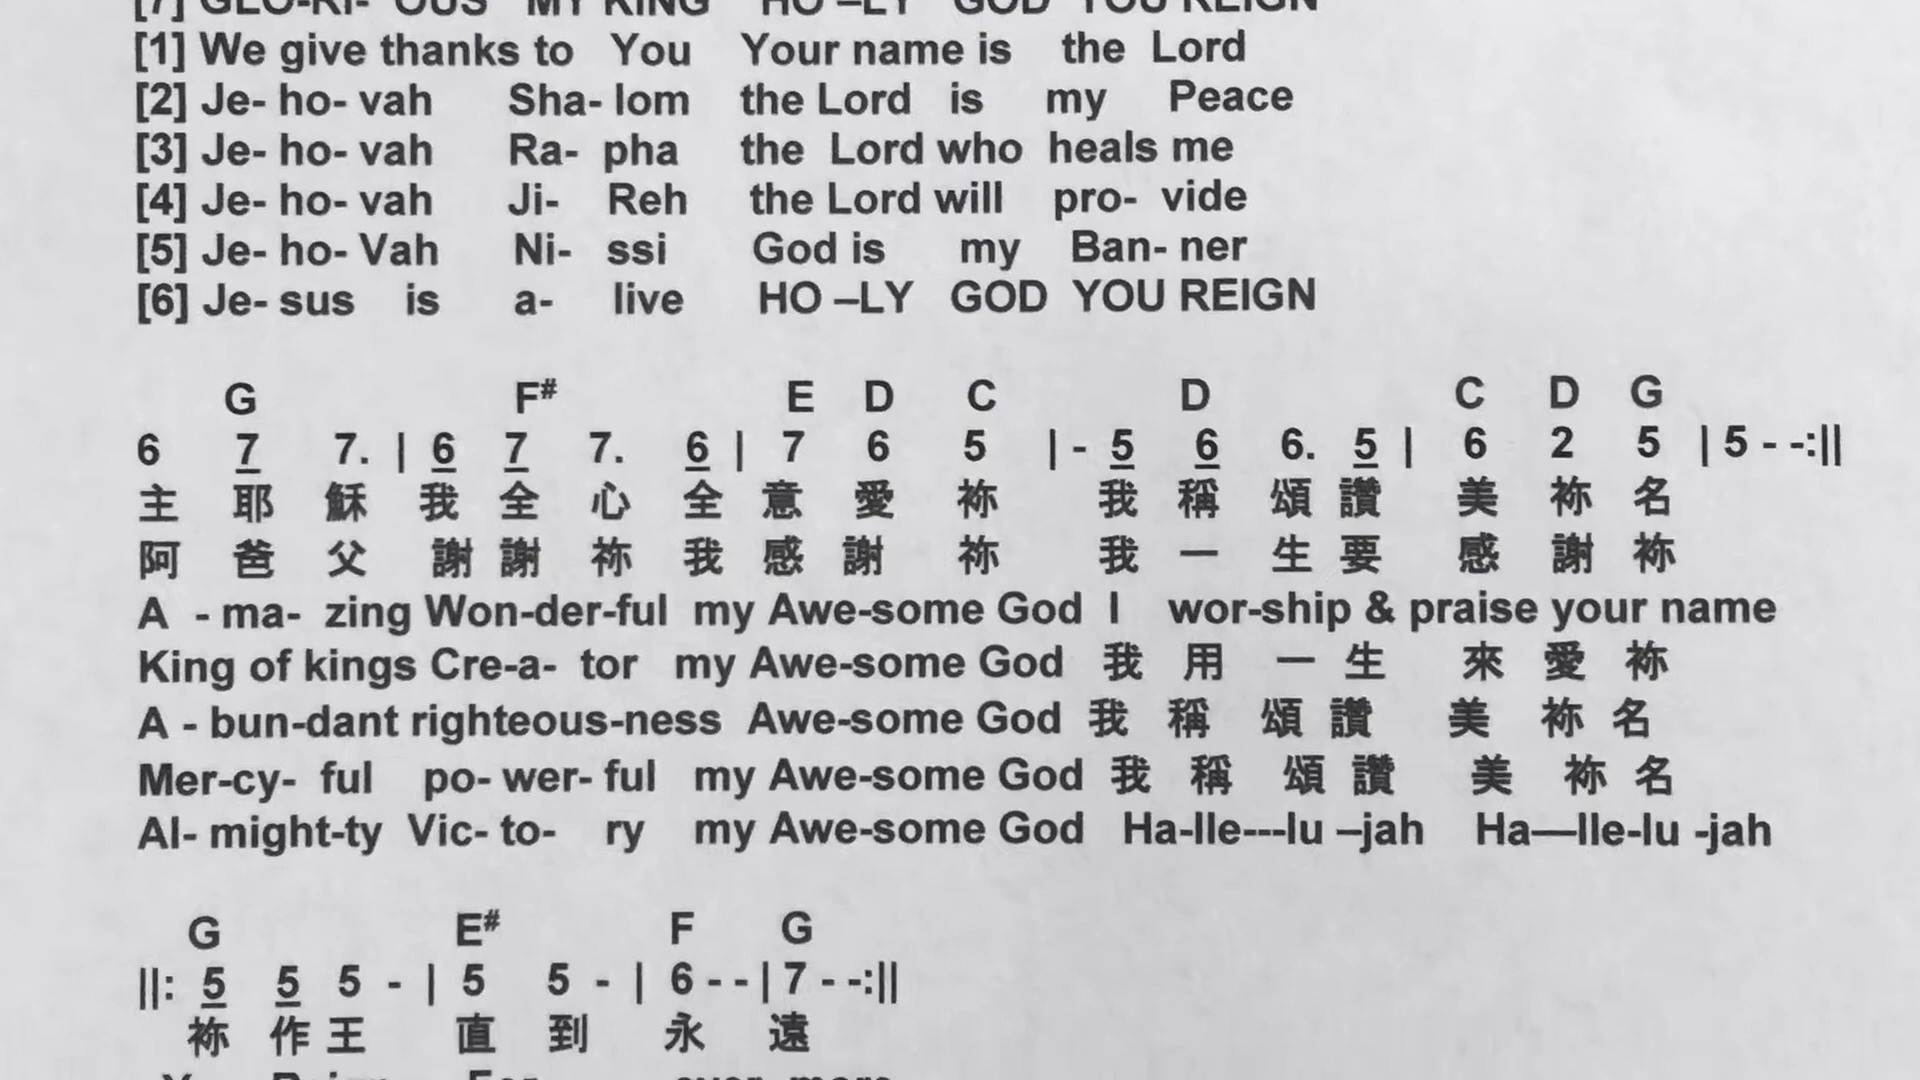 [7] GLO-RI- OUS MY KING HO –LY GOD YOU REIGN
[1] We give thanks to You Your name is the Lord
[2] Je- ho- vah Sha- lom the Lord is my Peace
[3] Je- ho- vah Ra- pha the Lord who heals me
[4] Je- ho- vah Ji- Reh the Lord will pro- vide
[5] Je- ho- Vah Ni- ssi God is my Ban- ner
[6] Je- sus is a- live HO –LY GOD YOU REIGN
G F# E D C D C D G
6 7 7. | 6 7 7. 6 | 7 6 5 | - 5 6 6. 5 | 6 2 5 | 5 - -:||
主 耶 穌 我 全 心 全 意 愛 祢 我 稱 頌 讚 美 祢 名
阿 爸 父 謝 謝 祢 我 感 謝 祢 我 一 生 要 感 謝 祢
A - ma- zing Won-der-ful my Awe-some God I wor-ship & praise your name
King of kings Cre-a- tor my Awe-some God 我 用 一 生 來 愛 祢
A - bun-dant righteous-ness Awe-some God 我 稱 頌 讚 美 祢 名
Mer-cy- ful po- wer- ful my Awe-some God 我 稱 頌 讚 美 祢 名
Al- might-ty Vic- to- ry my Awe-some God Ha-lle---lu –jah Ha—lle-lu -jah
G E# F G
||: 5 5 5 - | 5 5 - | 6 - - | 7 - -:||
祢 作 王 直 到 永 遠